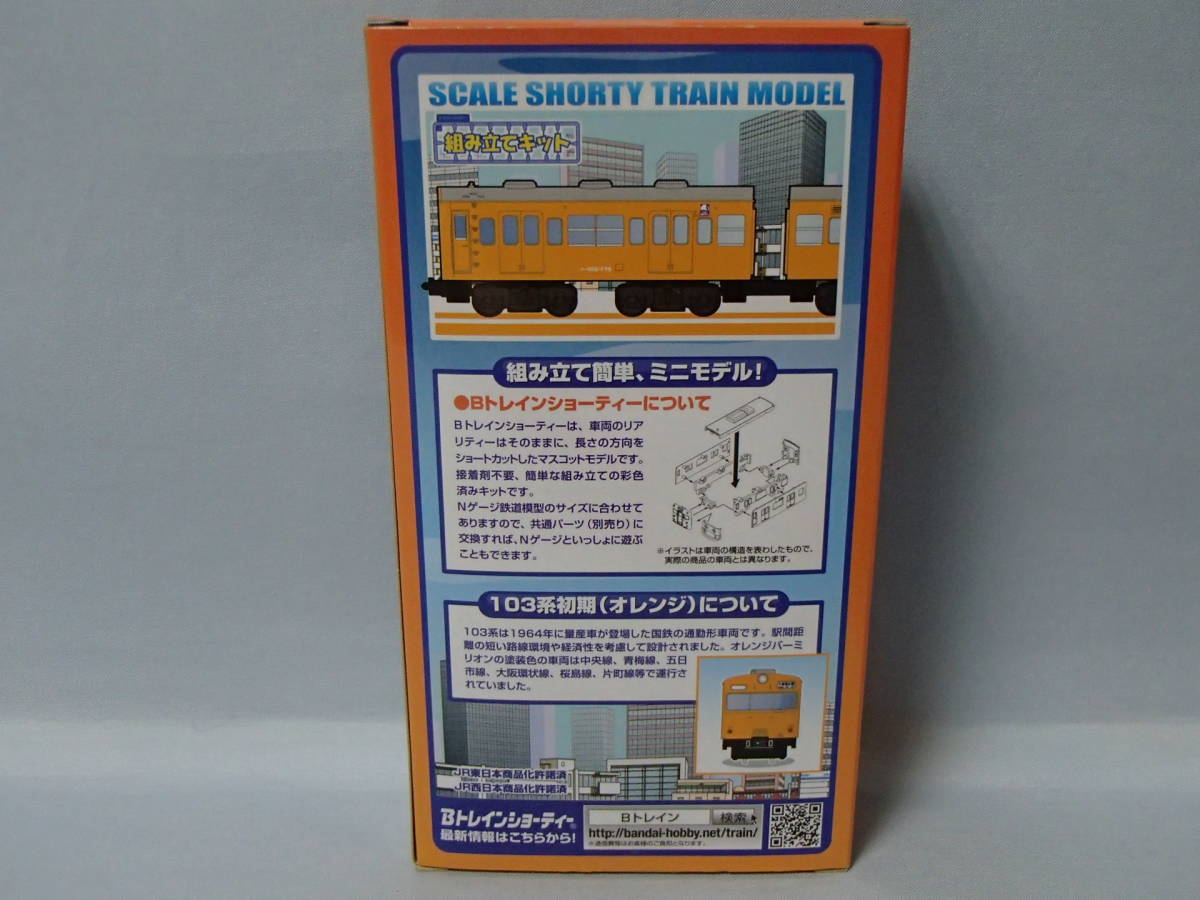 SCALE SHORTY TRAIN MODEL
組み立てキット
組み立て簡単、ミニモデル!
●Bトレインショーティーについて
Bトレインショーティーは、車両のリア
リティーはそのままに、長さの方向を
ショートカットしたマスコットモデルです。
接着剤不要、簡単な組み立ての彩色
済みキットです。
Nゲージ鉄道模型のサイズに合わせて
ありますので、共通パーツ(別売り)に
交換すれば、Nゲージといっしょに遊ぶ
こともできます。
※イラストは車両の構造を表わしたもので、
実際の商品の車両とは異なります。
103系初期(オレンジ)について
103系は1964年に量産車が登場した国鉄の通勤形車両です。駅間距
離の短い路線環境や経済性を考慮して設計されました。オレンジバーミ
リオンの塗装色の車両は中央線、青梅線、五日
市線、大阪環状線、桜島線、片町線等で運行さ
れていました。
JR東日本商品化許諾済
JR西日本商品化許諾済
Bトレインショーティー®
最新情報はこちらから!
Bトレイン 検索
http://bandai-hobby.net/train/
※通信費等はお客様のご負担となります。